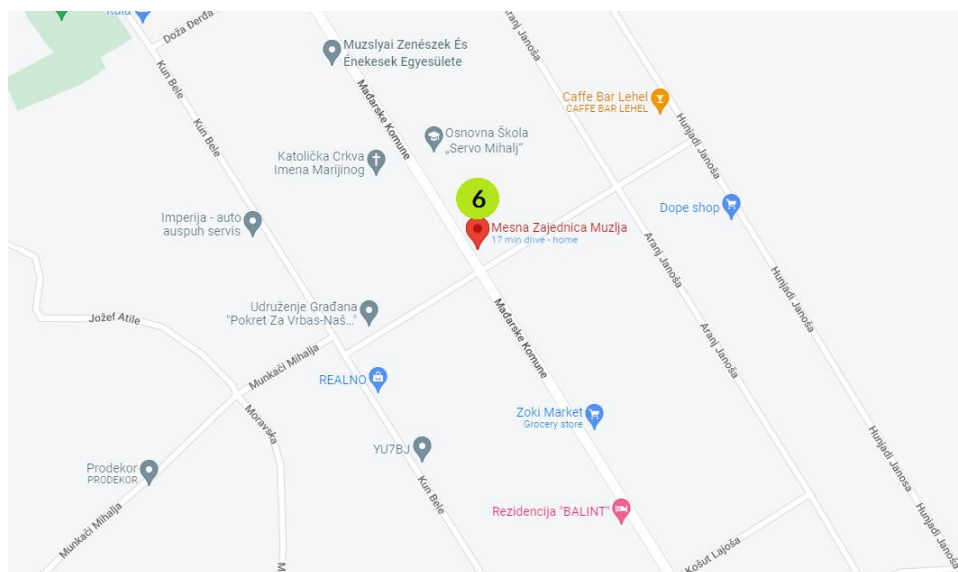 Kula
Doža Đerđa
Muzslyai Zenészek És
Énekesek Egyesülete
Aranj Janoša
Kun Bele
Mađarske Komune
Caffe Bar Lehel
CAFFE BAR LEHEL
Hunjadi Janoša
Kun Bele
Osnovna Škola
„Servo Mihalj“
Katolička Crkva
Imena Marijinog
6
Dope shop
Imperija - auto
auspuh servis
Mesna Zajednica Muzlja
17 min drive - home
Aranj Janoša
Hunjadi Janoša
Udruženje Građana
"Pokret Za Vrbas-Naš..."
Jožef Atile
Mađarske Komune
Aranj Janoša
Munkači Mihalja
REALNO
Moravska
Zoki Market
Grocery store
YU7BJ
Hunjadi Janoša
Prodekor
PRODEKOR
Kun Bele
Rezidencija "BALINT"
Munkači Mihalja
Košut Lajoša